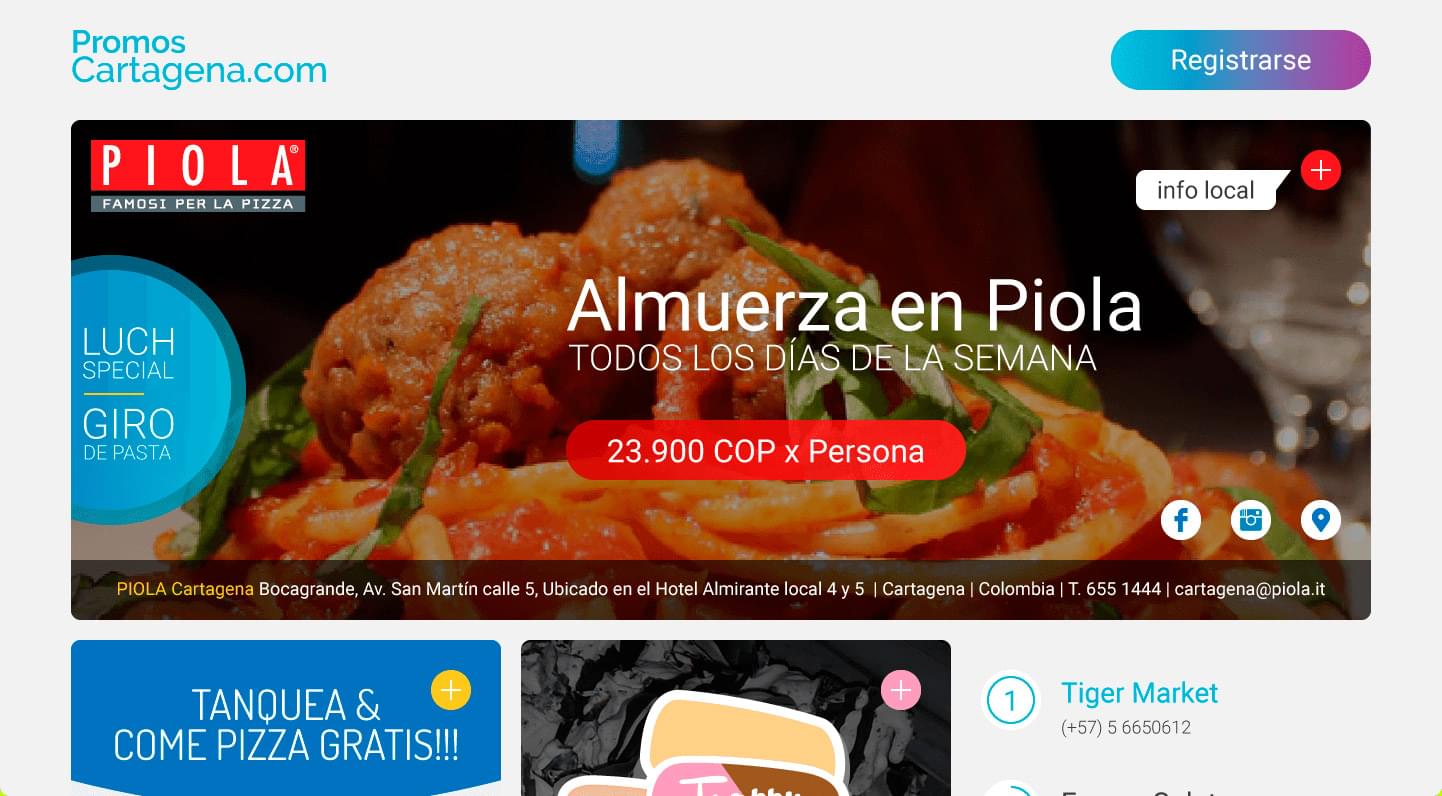 Promos
Cartagena.com
Registrarse
PIOLA®
FAMOSI PER LA PIZZA
info local
LUCH
SPECIAL
GIRO
DE PASTA
Almuerza en Piola
TODOS LOS DÍAS DE LA SEMANA
23.900 COP x Persona
PIOLA Cartagena Bocagrande, Av. San Martín calle 5, Ubicado en el Hotel Almirante local 4 y 5 | Cartagena | Colombia | T. 655 1444 | cartagena@piola.it
TANQUEA &
COME PIZZA GRATIS!!!
1
Tiger Market
(+57) 5 6650612